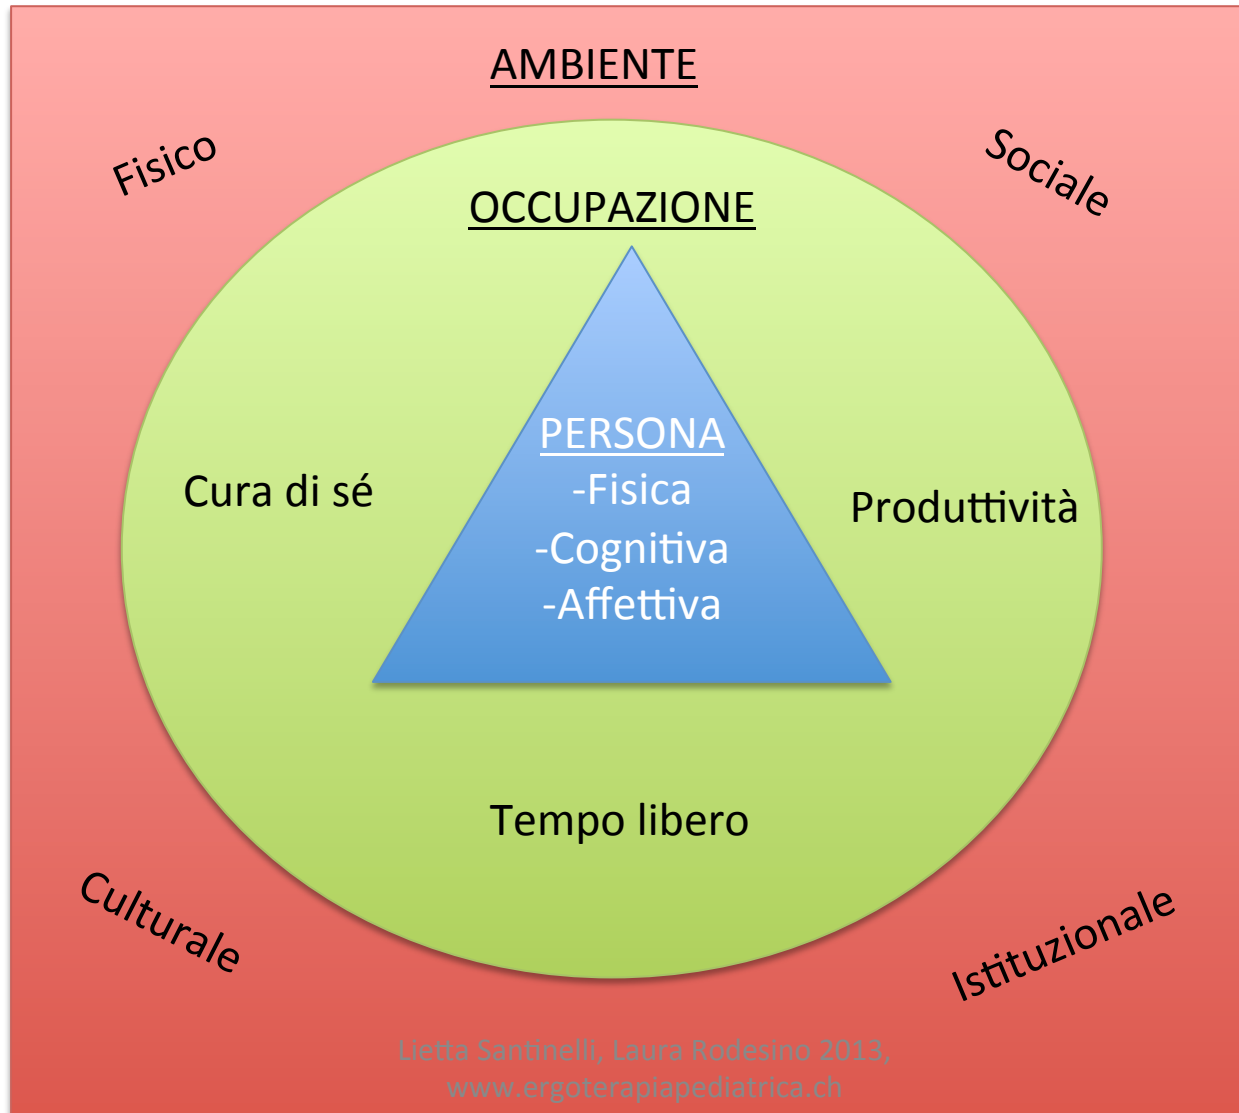 AMBIENTE
Fisico
Sociale
OCCUPAZIONE
PERSONA
-Fisica
-Cognitiva
-Affettiva
Cura di sé
Produttività
Tempo libero
Culturale
Istituzionale
Lietta Santinelli, Laura Rodesino 2013,
www.ergoterapiapediatrica.ch